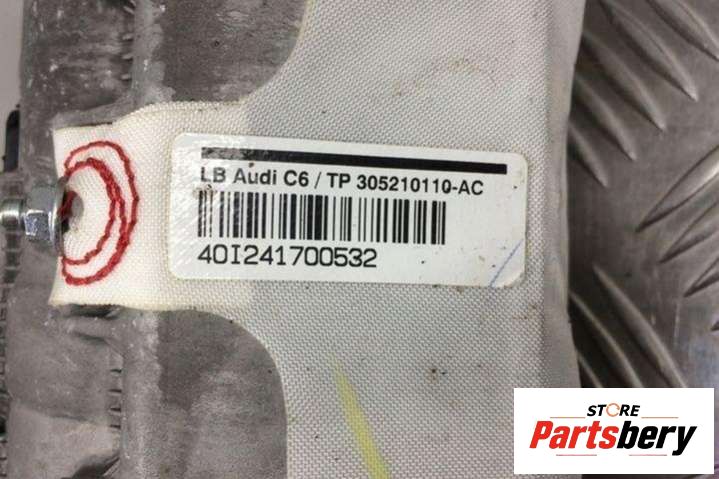 LB Audi C6 / TP 305210110-AC
40I241700532
STORE
Partsbery